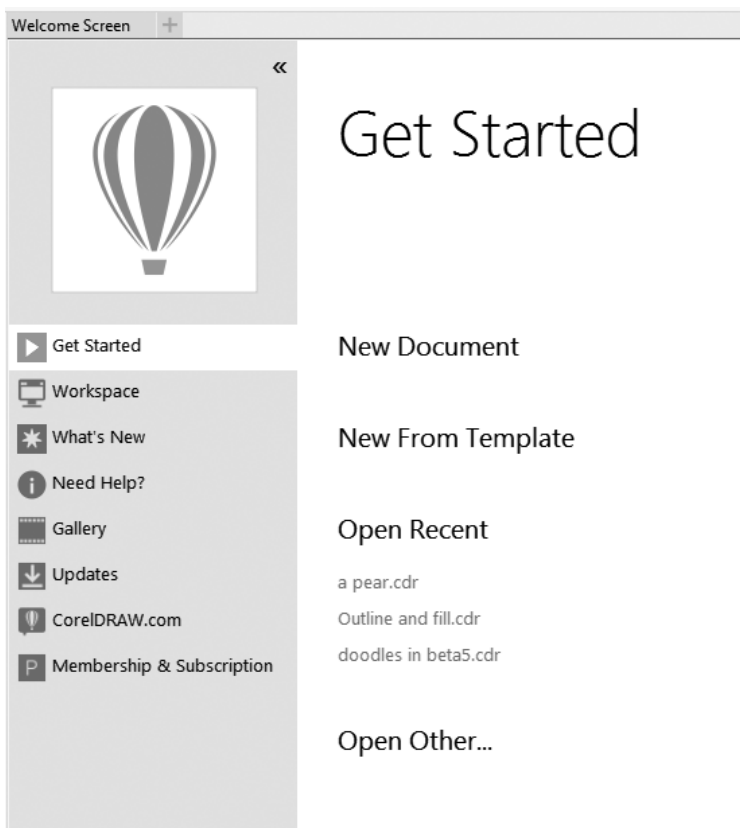 Welcome Screen +
«
Get Started
Get Started
Workspace
What's New
Need Help?
Gallery
Updates
CorelDRAW.com
P Membership & Subscription
New Document
New From Template
Open Recent
a pear.cdr
Outline and fill.cdr
doodles in beta5.cdr
Open Other...